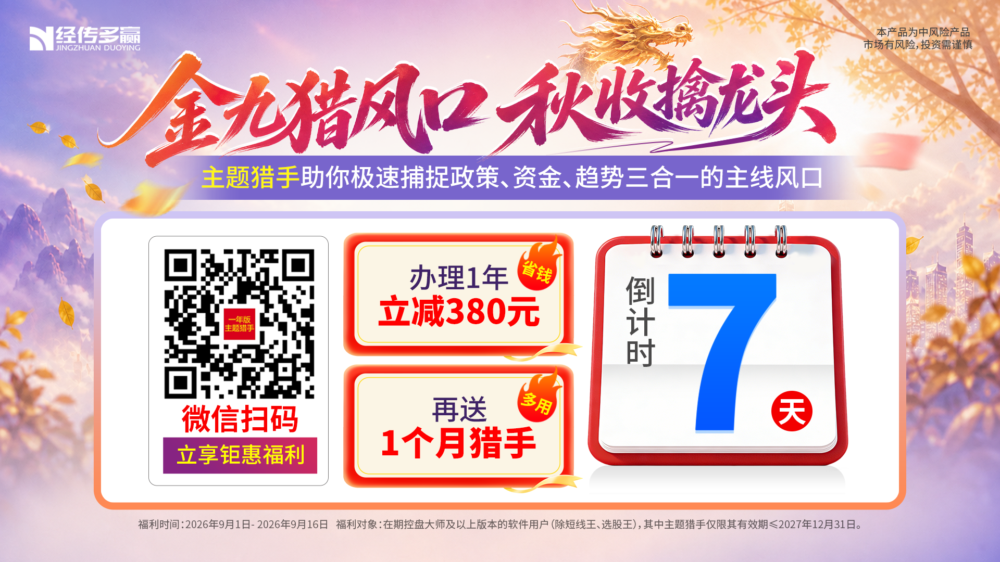 经传多赢
JINGZHUAN DUOYING
本产品为中风险产品
市场有风险,投资需谨慎
金九猎风口 秋收擒龙头
主题猎手助你极速捕捉政策、资金、趋势三合一的主线风口
一年版
主题猎手
微信扫码
立享钜惠福利
省钱
办理1年
立减380元
多用
再送
1个月猎手
倒计时
7
天
福利时间:2026年9月1日- 2026年9月16日 福利对象:在期控盘大师及以上版本的软件用户(除短线王、选股王),其中主题猎手仅限其有效期≤2027年12月31日。